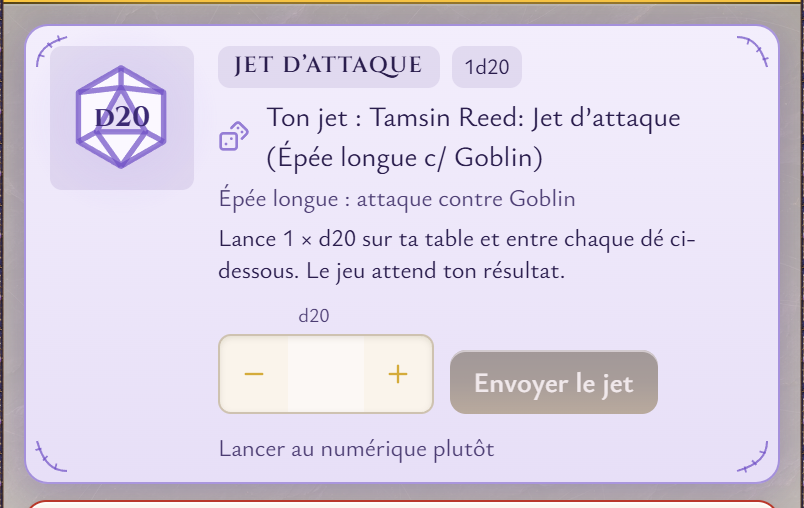 D20
JET D’ATTAQUE
1d20
Ton jet : Tamsin Reed: Jet d’attaque
(Épée longue c/ Goblin)
Épée longue : attaque contre Goblin
Lance 1 × d20 sur ta table et entre chaque dé ci-
dessous. Le jeu attend ton résultat.
d20
− +
Envoyer le jet
Lancer au numérique plutôt